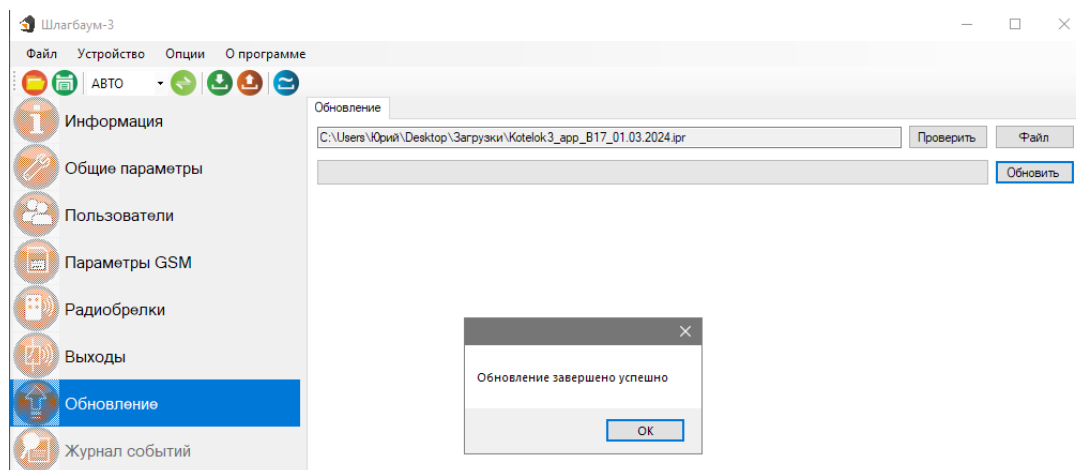 Шлагбаум-3
Файл Устройство Опции О программе
АВТО
Информация
Общие параметры
Пользователи
Параметры GSM
Радиобрелки
Выходы
Обновление
Журнал событий
Обновление
C:\Users\Юрий\Desktop\Загрузки\Kotelok3_app_B17_01.03.2024.ipr Проверить Файл
Обновить
Обновление завершено успешно
ОК